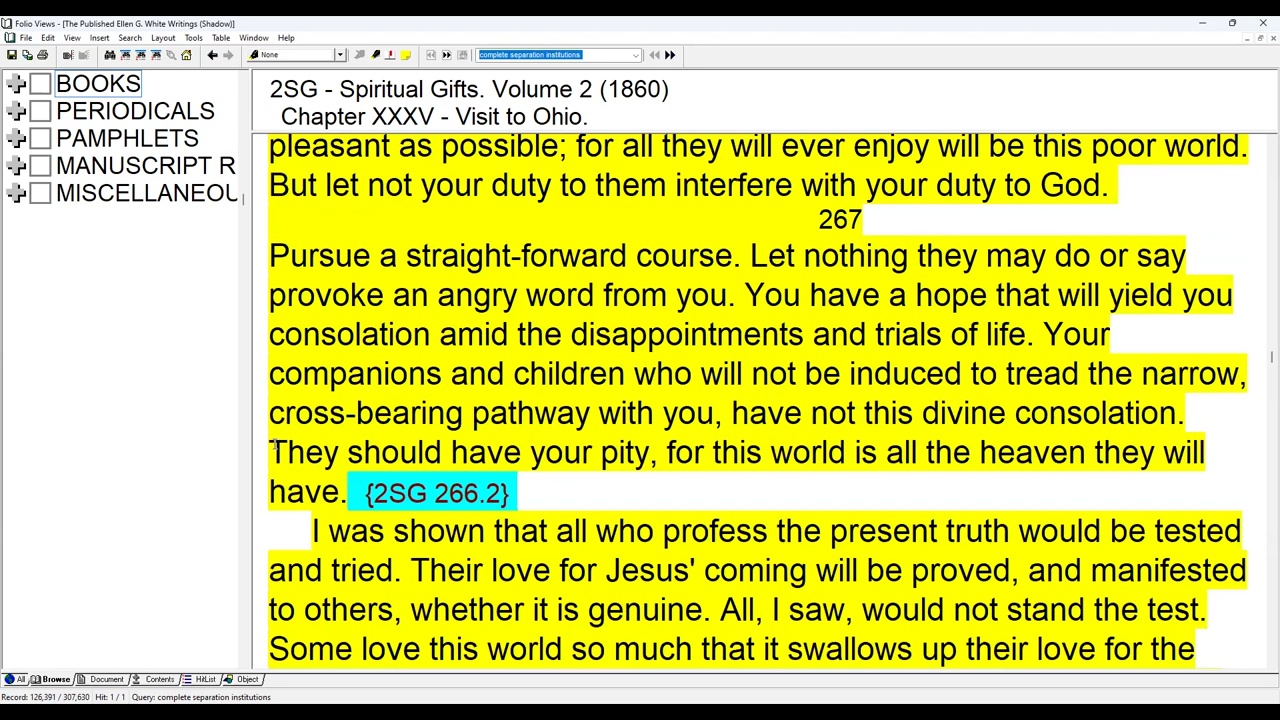 Folio Views - [The Published Ellen G. White Writings (Shadow)]
File Edit View Insert Search Layout Tools Table Window Help
None
complete separation institutions
BOOKS
PERIODICALS
PAMPHLETS
MANUSCRIPT R
MISCELLANEOU
2SG - Spiritual Gifts. Volume 2 (1860)
Chapter XXXV - Visit to Ohio.
pleasant as possible; for all they will ever enjoy will be this poor world.
But let not your duty to them interfere with your duty to God.
267
Pursue a straight-forward course. Let nothing they may do or say
provoke an angry word from you. You have a hope that will yield you
consolation amid the disappointments and trials of life. Your
companions and children who will not be induced to tread the narrow,
cross-bearing pathway with you, have not this divine consolation.
They should have your pity, for this world is all the heaven they will
have. {2SG 266.2}
I was shown that all who profess the present truth would be tested
and tried. Their love for Jesus' coming will be proved, and manifested
to others, whether it is genuine. All, I saw, would not stand the test.
Some love this world so much that it swallows up their love for the
All Browse Document Contents HitList Object
Record: 126,391 / 307,630 Hit: 1 / 1 Query: complete separation institutions